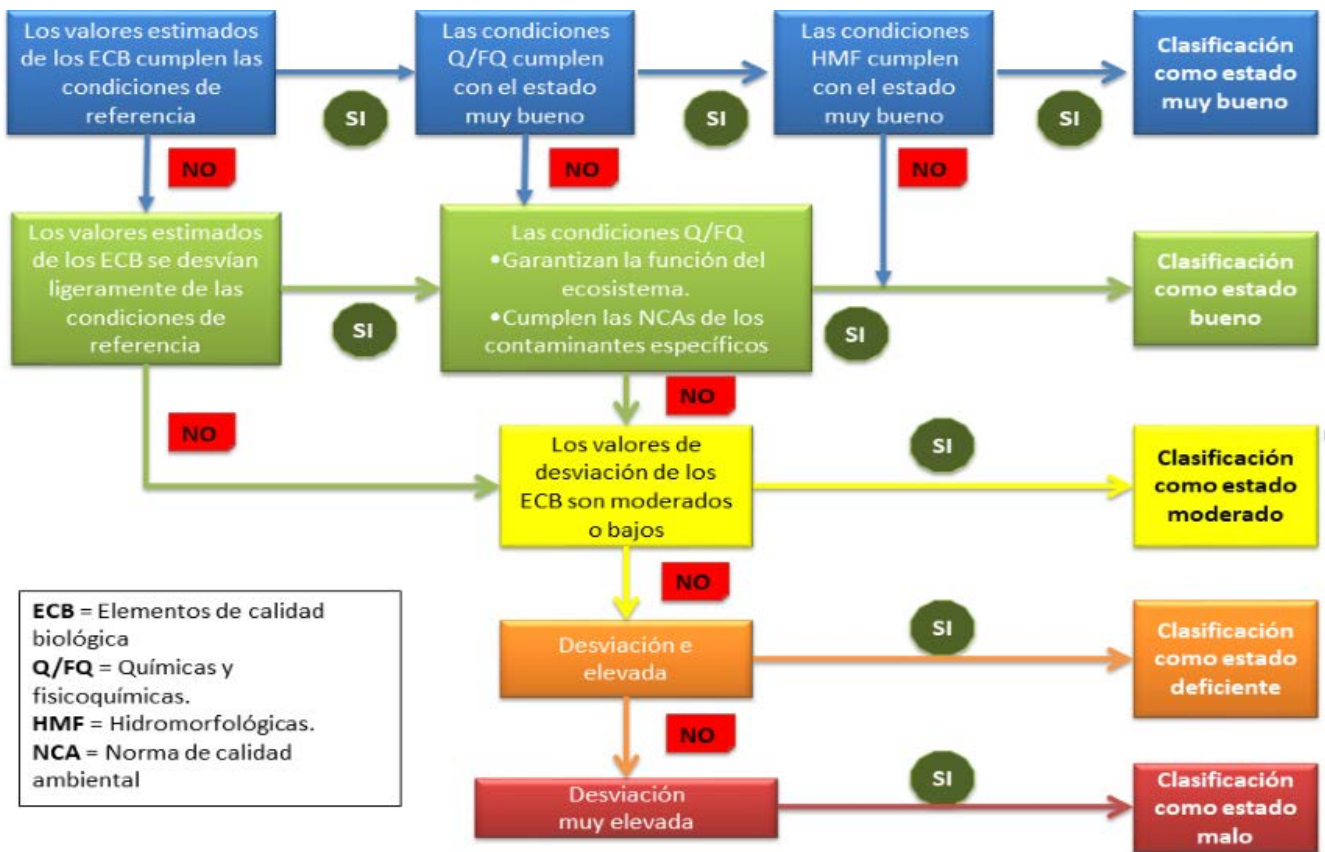 Los valores estimados
de los ECB cumplen las
condiciones de
referencia
SI
Las condiciones
Q/FQ cumplen
con el estado
muy bueno
SI
Las condiciones
HMF cumplen
con el estado
muy bueno
SI
Clasificación
como estado
muy bueno
NO
NO
NO
Los valores estimados
de los ECB se desvían
ligeramente de las
condiciones de
referencia
SI
Las condiciones Q/FQ
•Garantizan la función del
ecosistema.
•Cumplen las NCAs de los
contaminantes específicos
SI
Clasificación
como estado
bueno
NO
NO
Los valores de
desviación de los
ECB son moderados
o bajos
SI
Clasificación
como estado
moderado
NO
Desviación e
elevada
SI
Clasificación
como estado
deficiente
NO
Desviación
muy elevada
SI
Clasificación
como estado
malo
ECB = Elementos de calidad
biológica
Q/FQ = Químicas y
fisicoquímicas.
HMF = Hidromorfológicas.
NCA = Norma de calidad
ambiental